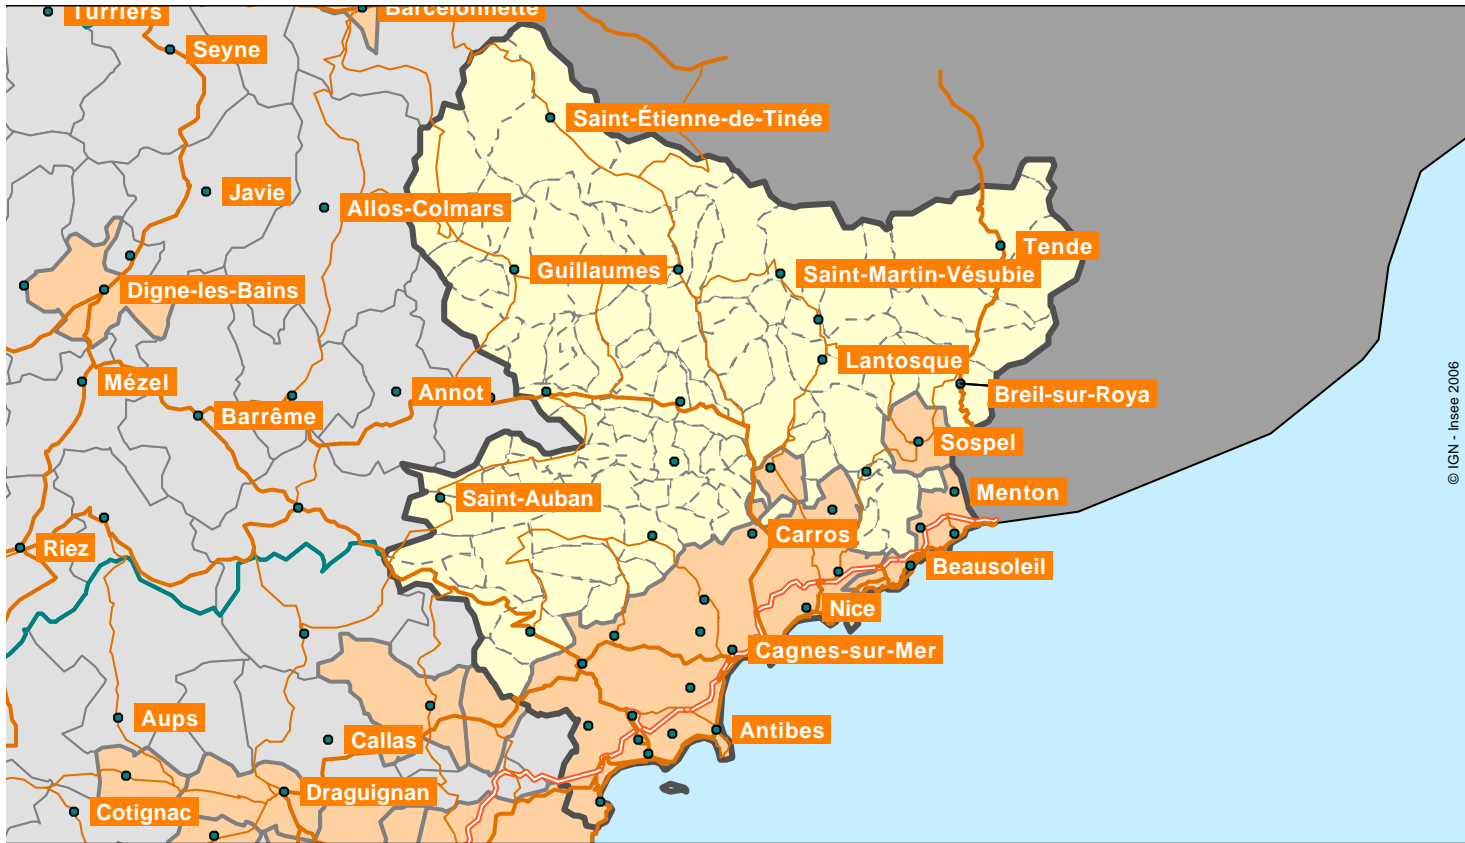 Turriers
Barcelonnette
Seyne
Saint-Étienne-de-Tinée
Javie
Allos-Colmars
Tende
Guillaumes
Saint-Martin-Vésubie
Digne-les-Bains
Lantosque
Mézel
Annot
Breil-sur-Roya
Barrême
Sospel
Saint-Auban
Menton
Carros
Riez
Beausoleil
Nice
Cagnes-sur-Mer
Aups
Callas
Antibes
Draguignan
Cotignac
© IGN - Insee 2006